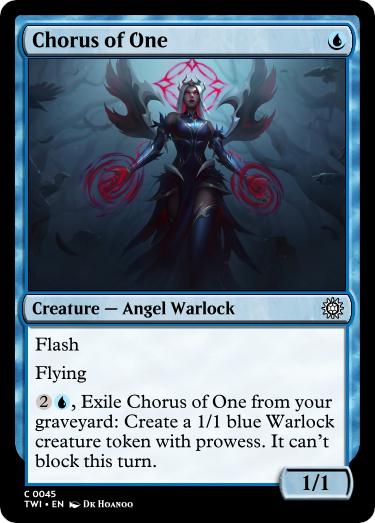 Chorus of One
Creature — Angel Warlock
Flash
Flying
2, Exile Chorus of One from your
graveyard: Create a 1/1 blue Warlock
creature token with prowess. It can't
block this turn.
1/1
C 0045
TWI • EN DK HOANOO